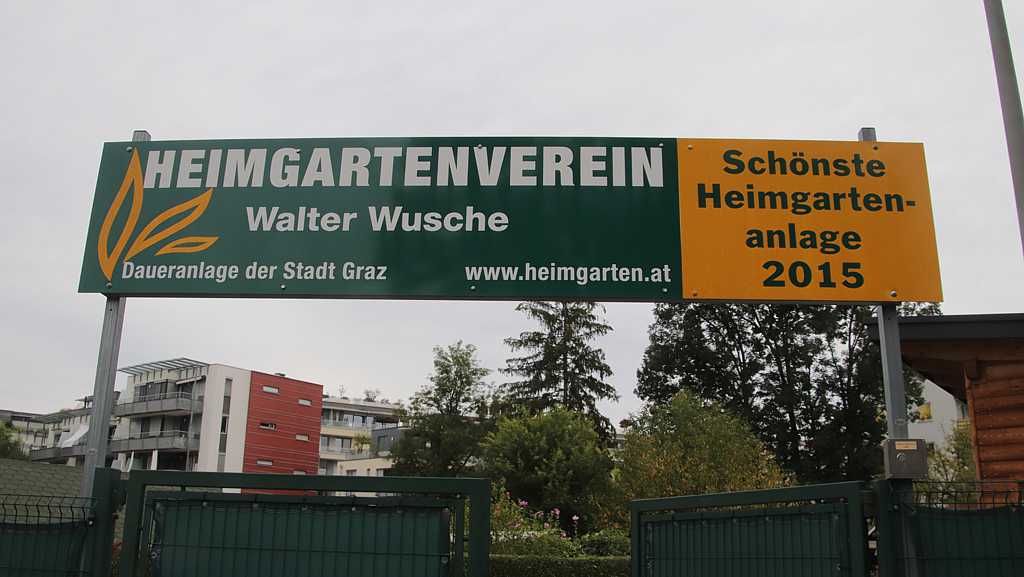 HEIMGARTENVEREIN
Walter Wusche
Daueranlage der Stadt Graz
www.heimgarten.at
Schönste
Heimgarten-
anlage
2015